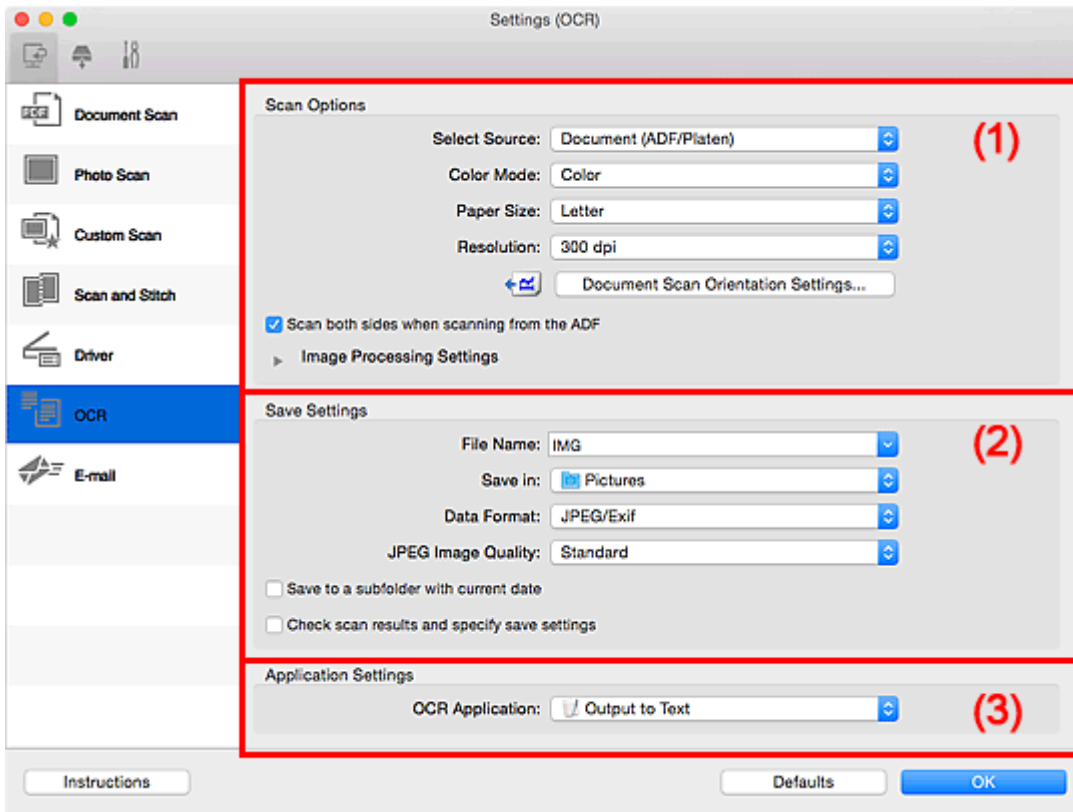 Settings (OCR)
Document Scan
Photo Scan
Custom Scan
Scan and Stitch
Driver
OCR
E-mail
Scan Options
(1)
Select Source: Document (ADF/Platen)
Color Mode: Color
Paper Size: Letter
Resolution: 300 dpi
Document Scan Orientation Settings...
Scan both sides when scanning from the ADF
Image Processing Settings
Save Settings
(2)
File Name: IMG
Save in: Pictures
Data Format: JPEG/Exif
JPEG Image Quality: Standard
Save to a subfolder with current date
Check scan results and specify save settings
Application Settings
(3)
OCR Application: Output to Text
Instructions
Defaults
OK